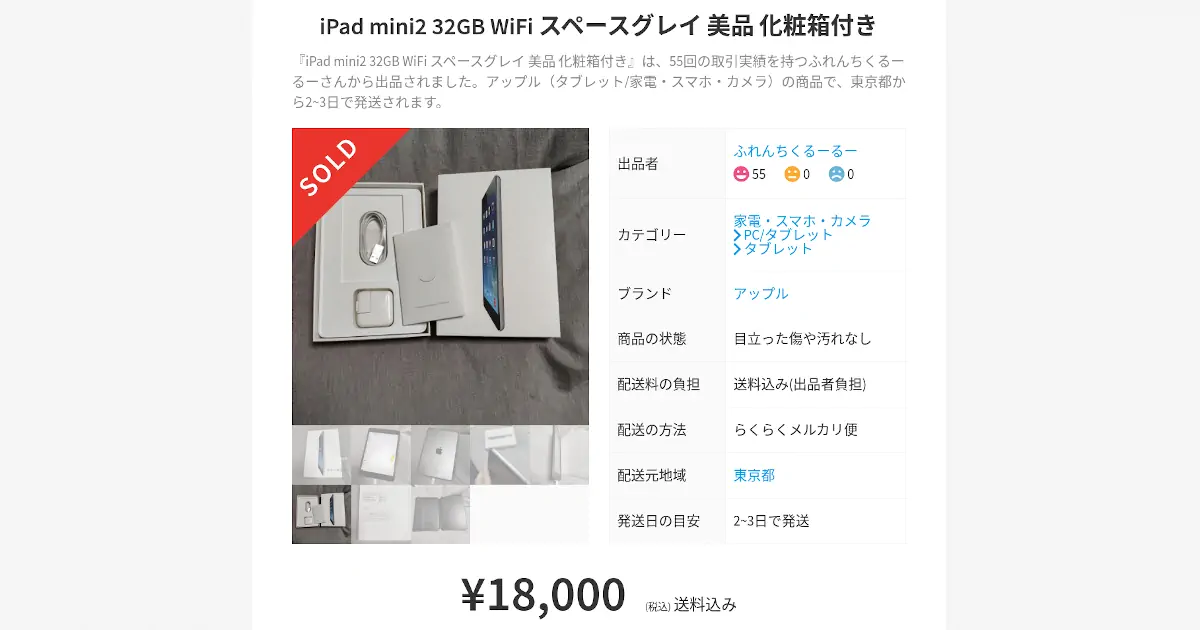 iPad mini2 32GB WiFi スペースグレイ 美品 化粧箱付き
『iPad mini2 32GB WiFi スペースグレイ 美品 化粧箱付き』は、55回の取引実績を持つふれんちくるー
るーさんから出品されました。アップル（タブレット/家電・スマホ・カメラ）の商品で、東京都か
ら2~3日で発送されます。
SOLD
出品者
ふれんちくるーるー
55 0 0
カテゴリー
家電・スマホ・カメラ
PC/タブレット
タブレット
ブランド
アップル
商品の状態
目立った傷や汚れなし
配送料の負担
送料込み(出品者負担)
配送の方法
らくらくメルカリ便
配送元地域
東京都
発送日の目安
2~3日で発送
¥18,000 (税込) 送料込み